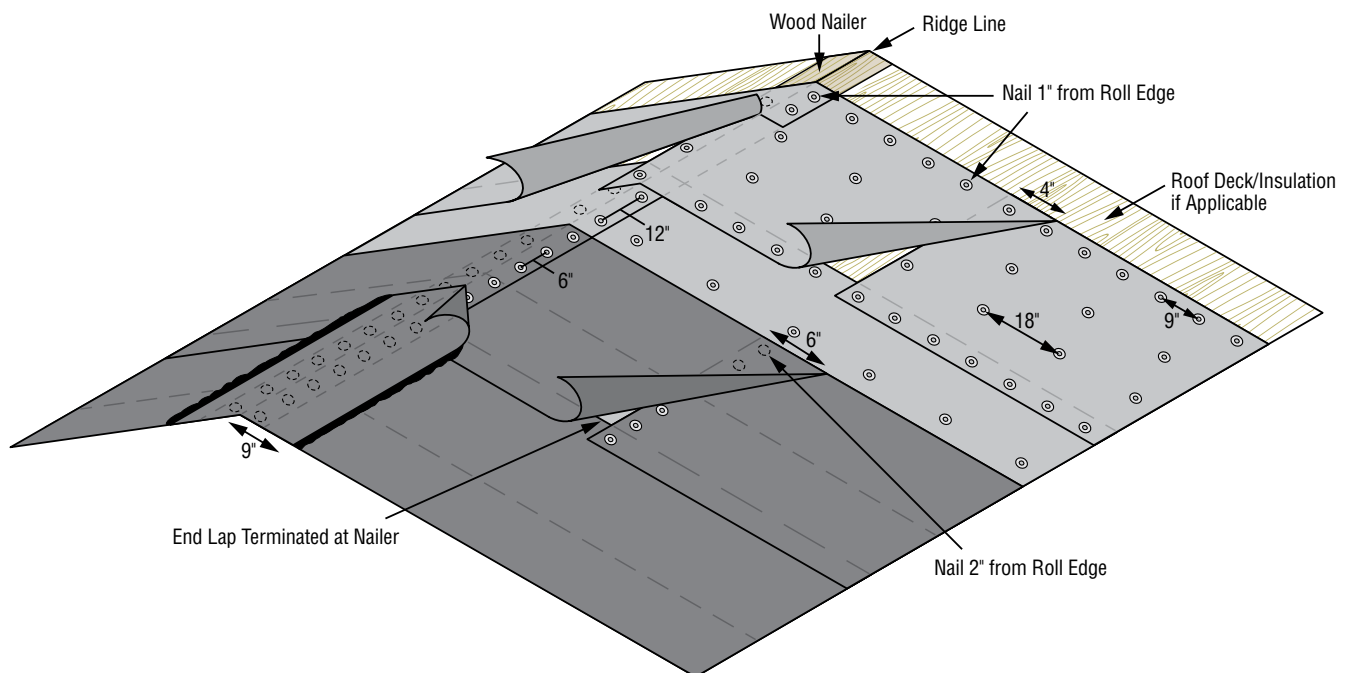 Wood Nailer
Ridge Line
Nail 1" from Roll Edge
4"
Roof Deck/Insulation
if Applicable
12"
6"
18"
9"
6"
9"
End Lap Terminated at Nailer
Nail 2" from Roll Edge